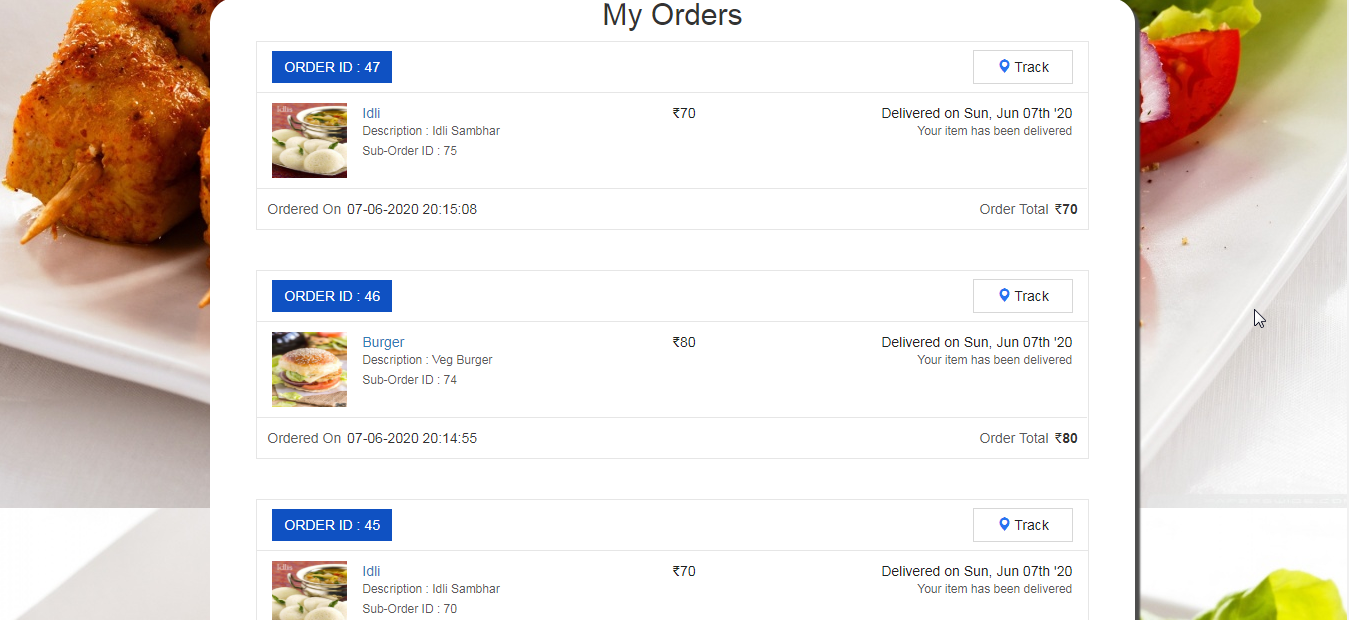 My Orders
ORDER ID : 47
Track
Idli
₹70
Delivered on Sun, Jun 07th '20
Description : Idli Sambhar
Your item has been delivered
Sub-Order ID : 75
Ordered On 07-06-2020 20:15:08
Order Total ₹70
ORDER ID : 46
Track
Burger
₹80
Delivered on Sun, Jun 07th '20
Description : Veg Burger
Your item has been delivered
Sub-Order ID : 74
Ordered On 07-06-2020 20:14:55
Order Total ₹80
ORDER ID : 45
Track
Idli
₹70
Delivered on Sun, Jun 07th '20
Description : Idli Sambhar
Your item has been delivered
Sub-Order ID : 70